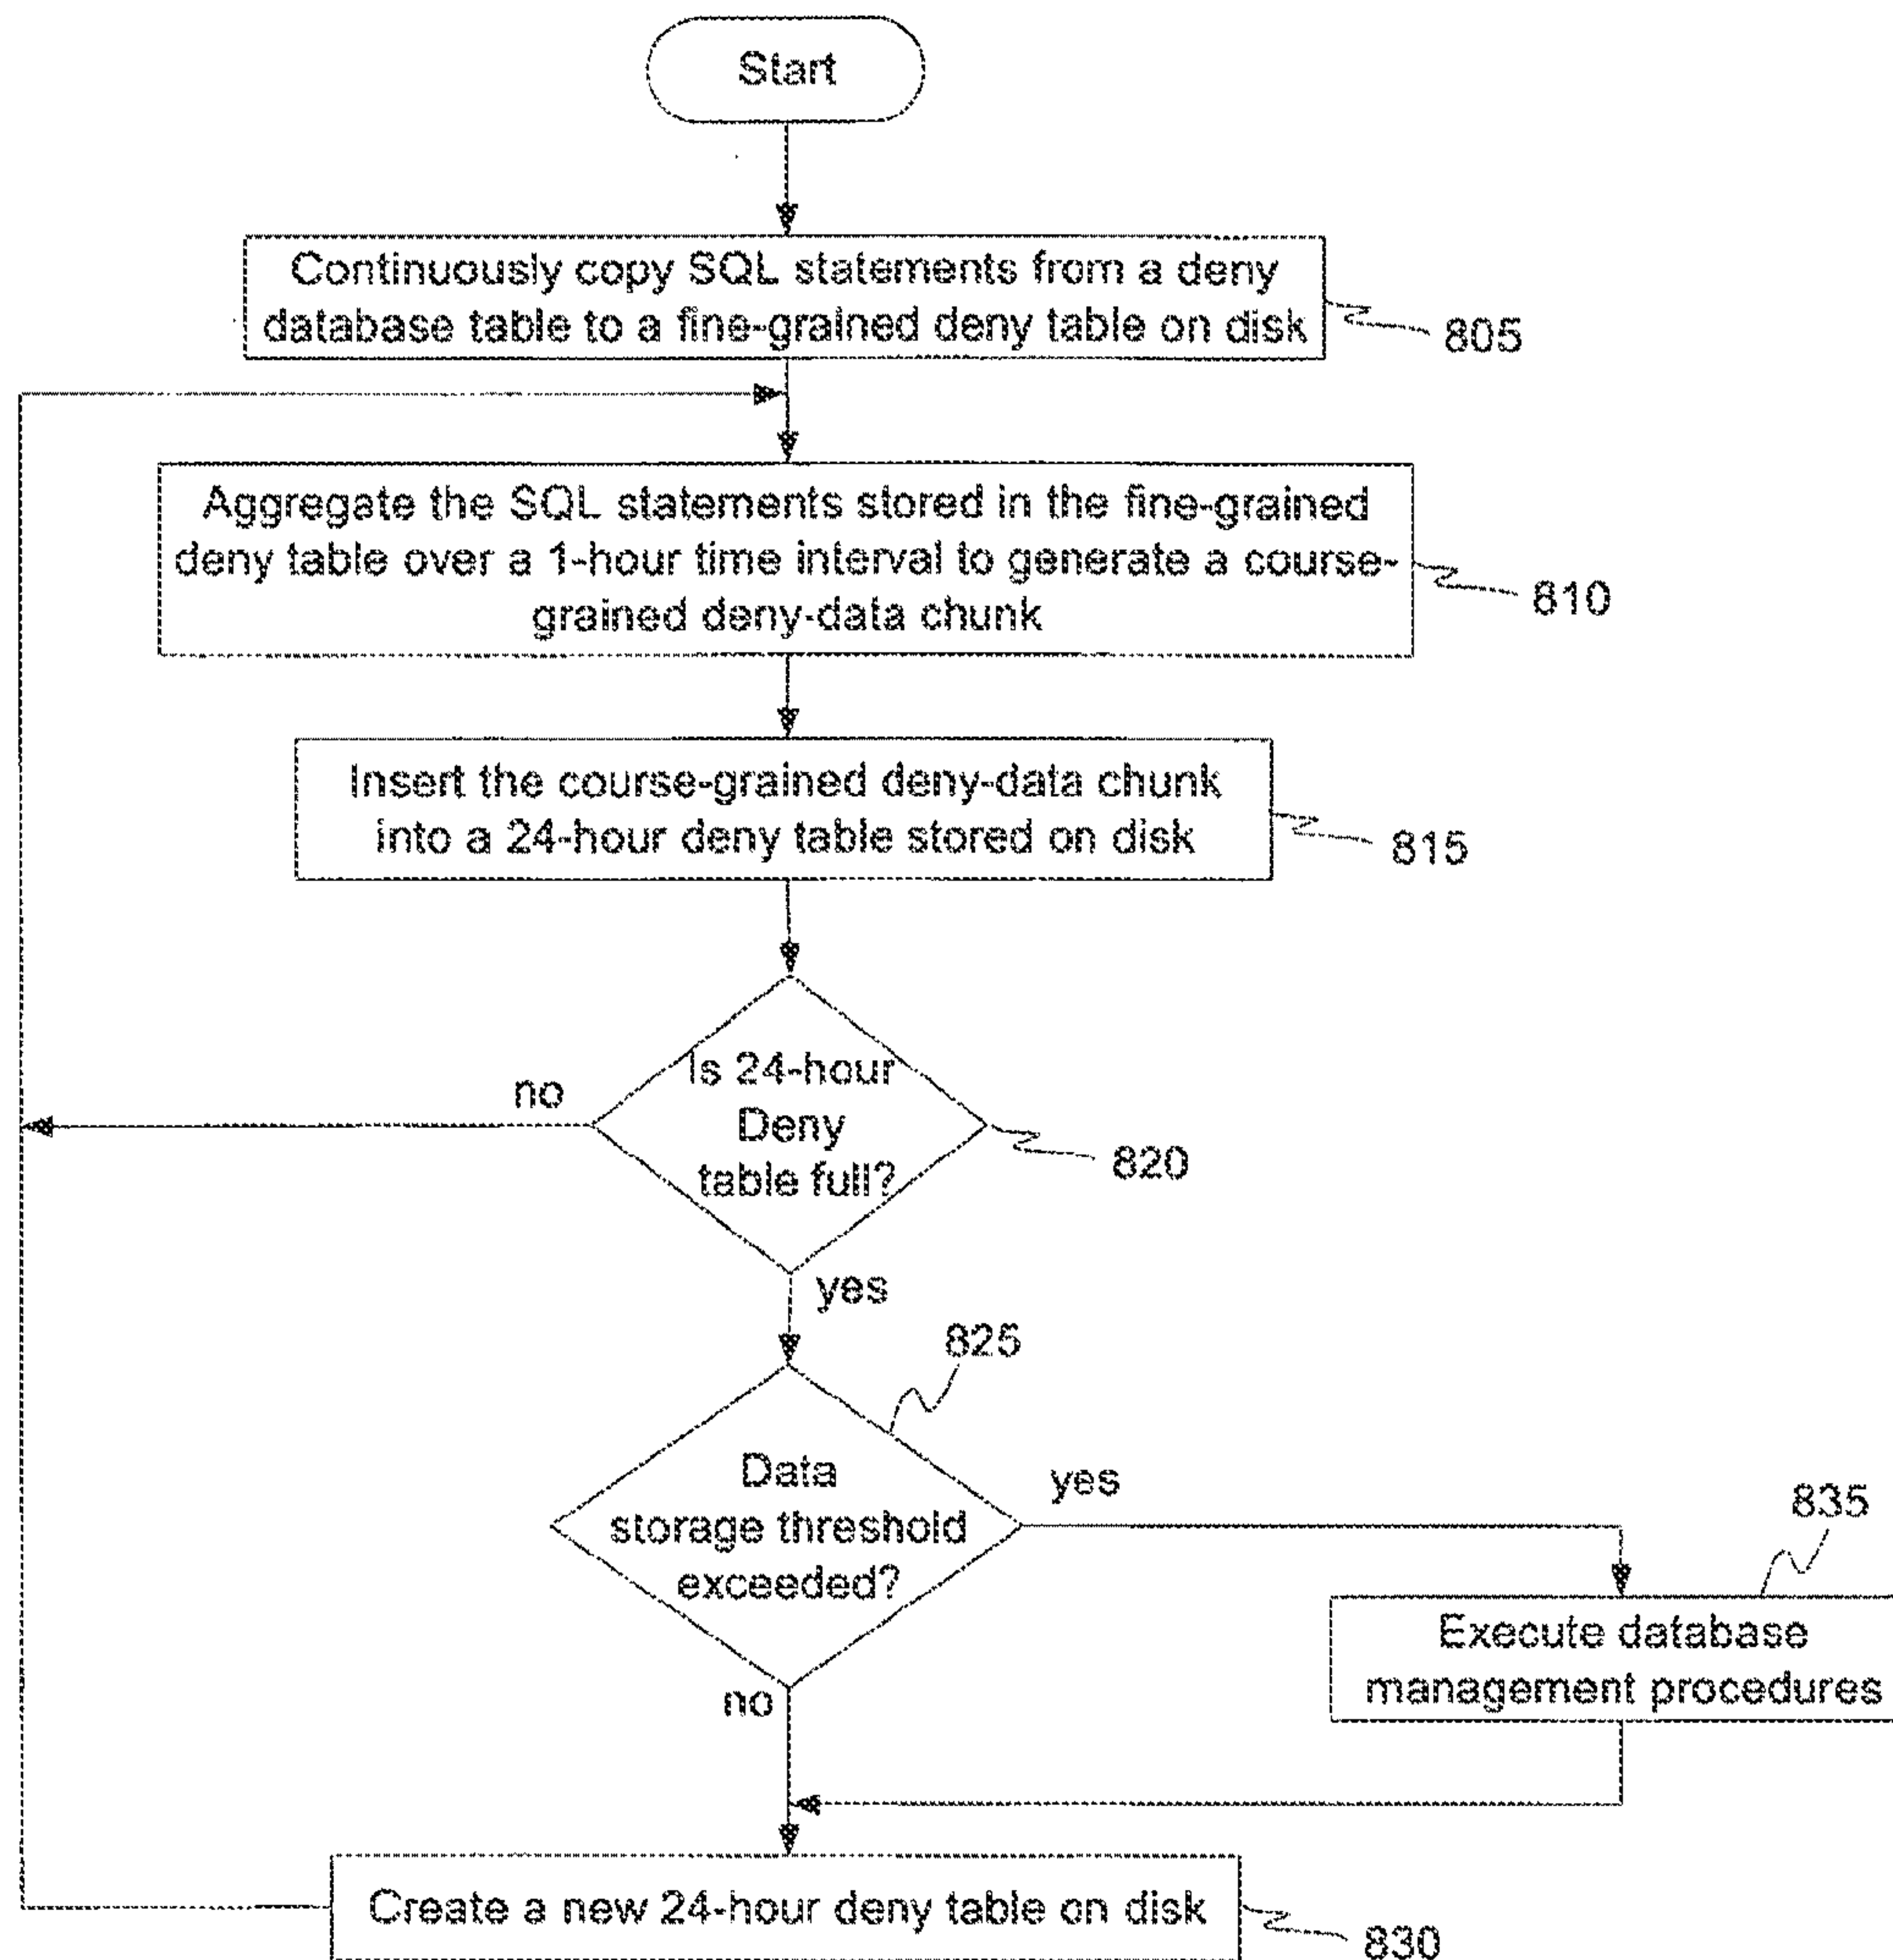 Start
Continuously copy SQL statements from a deny
database table to a fine-grained deny table on disk
805
Aggregate the SQL statements stored in the fine-grained
deny table over a 1-hour time interval to generate a course-
grained deny-data chunk
810
Insert the course-grained deny-data chunk
into a 24-hour deny table stored on disk
815
Is 24-hour
Deny
table full?
no
820
yes
825
Data
storage threshold
exceeded?
yes
835
Execute database
management procedures
no
Create a new 24-hour deny table on disk
830